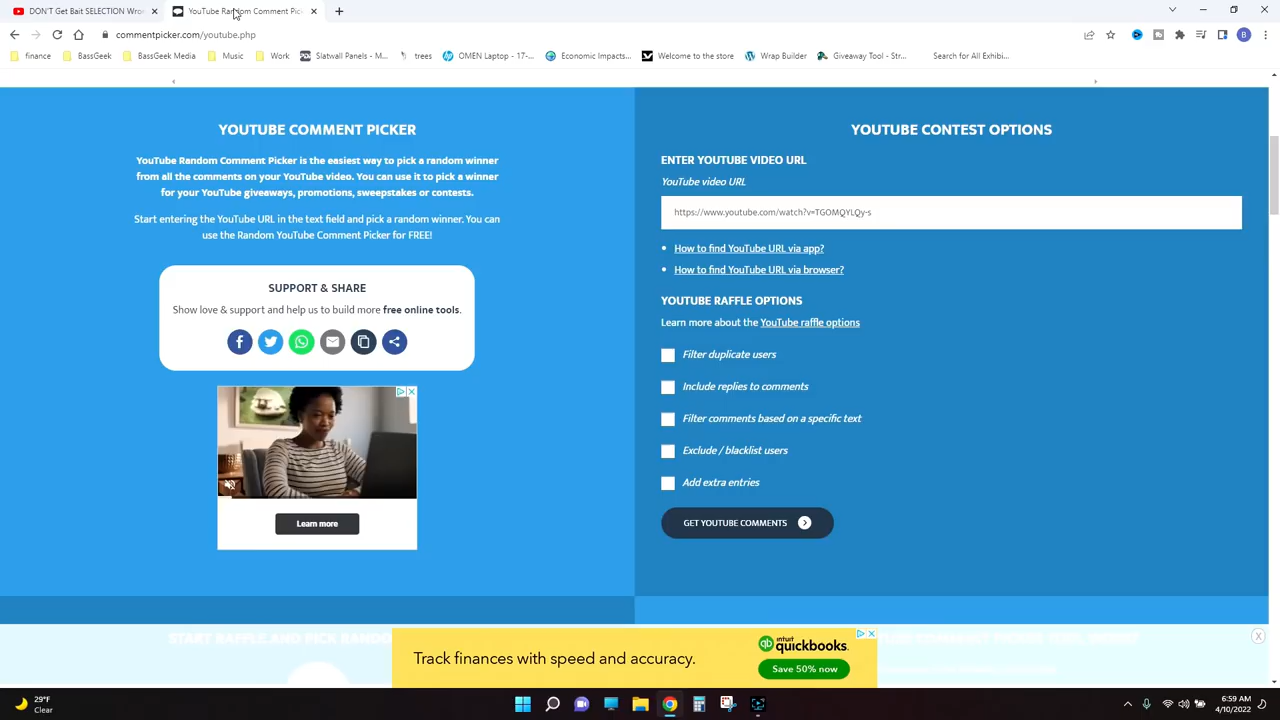 DON'T Get Bait SELECTION Wro
YouTube Random Comment Pic
commentpicker.com/youtube.php
B
finance
BassGeek
BassGeek Media
Music
Work
Slatwall Panels - M...
trees
OMEN Laptop - 17-...
Economic Impacts...
Welcome to the store
Wrap Builder
Giveaway Tool - Str...
Search for All Exhibi...
YOUTUBE COMMENT PICKER
YouTube Random Comment Picker is the easiest way to pick a random winner
from all the comments on your YouTube video. You can use it to pick a winner
for your YouTube giveaways, promotions, sweepstakes or contests.
Start entering the YouTube URL in the text field and pick a random winner. You can
use the Random YouTube Comment Picker for FREE!
SUPPORT & SHARE
Show love & support and help us to build more free online tools.
Learn more
YOUTUBE CONTEST OPTIONS
ENTER YOUTUBE VIDEO URL
YouTube video URL
https://www.youtube.com/watch?v=TGOMQYLQy-s
How to find YouTube URL via app?
How to find YouTube URL via browser?
YOUTUBE RAFFLE OPTIONS
Learn more about the YouTube raffle options
Filter duplicate users
Include replies to comments
Filter comments based on a specific text
Exclude / blacklist users
Add extra entries
GET YOUTUBE COMMENTS
START RAFFLE AND PICK RANDO
Track finances with speed and accuracy.
intuit
quickbooks.
Save 50% now
29°F
Clear
6:59 AM
4/10/2022